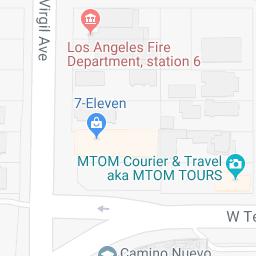 Virgil Ave
Los Angeles Fire
Department, station 6
7-Eleven
MTOM Courier & Travel
aka MTOM TOURS
W Te
Camino Nuevo